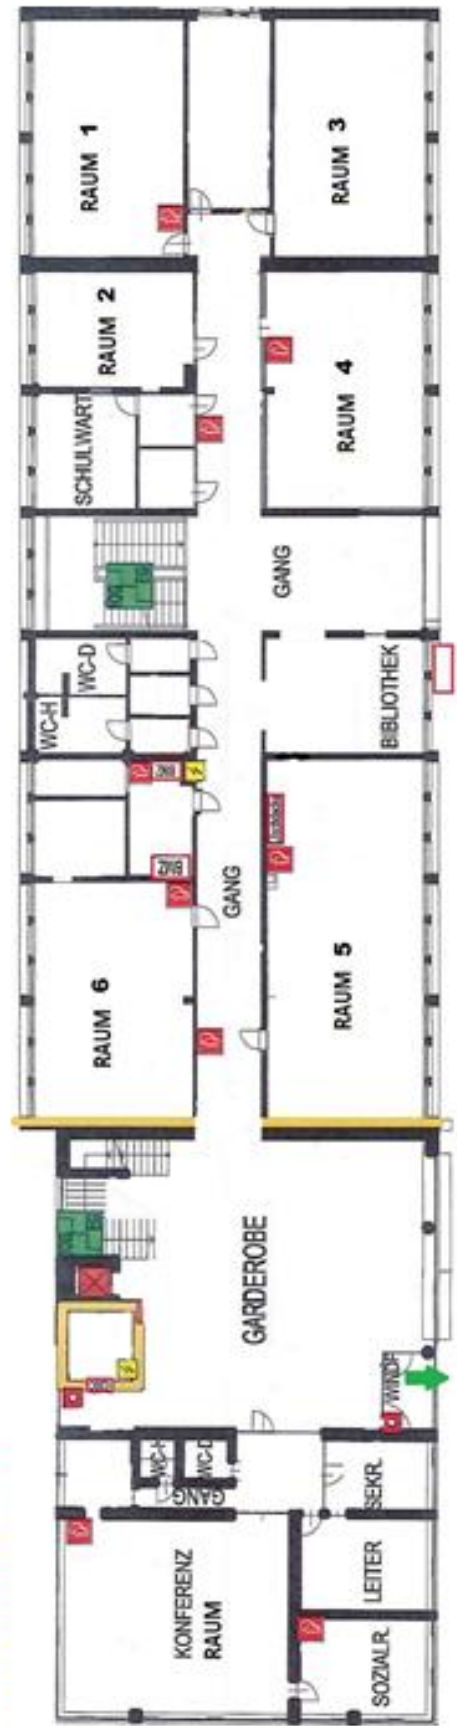 RAUM 1
RAUM 3
RAUM 2
RAUM 4
SCHULWART
GANG
WC-D
WC-H
BIBLIOTHEK
GANG
RAUM 6
RAUM 5
GARDEROBE
WINDF
WC-H
WC-D
GANG
SEKR.
KONFERENZ
RAUM
LEITER
SOZIALR.